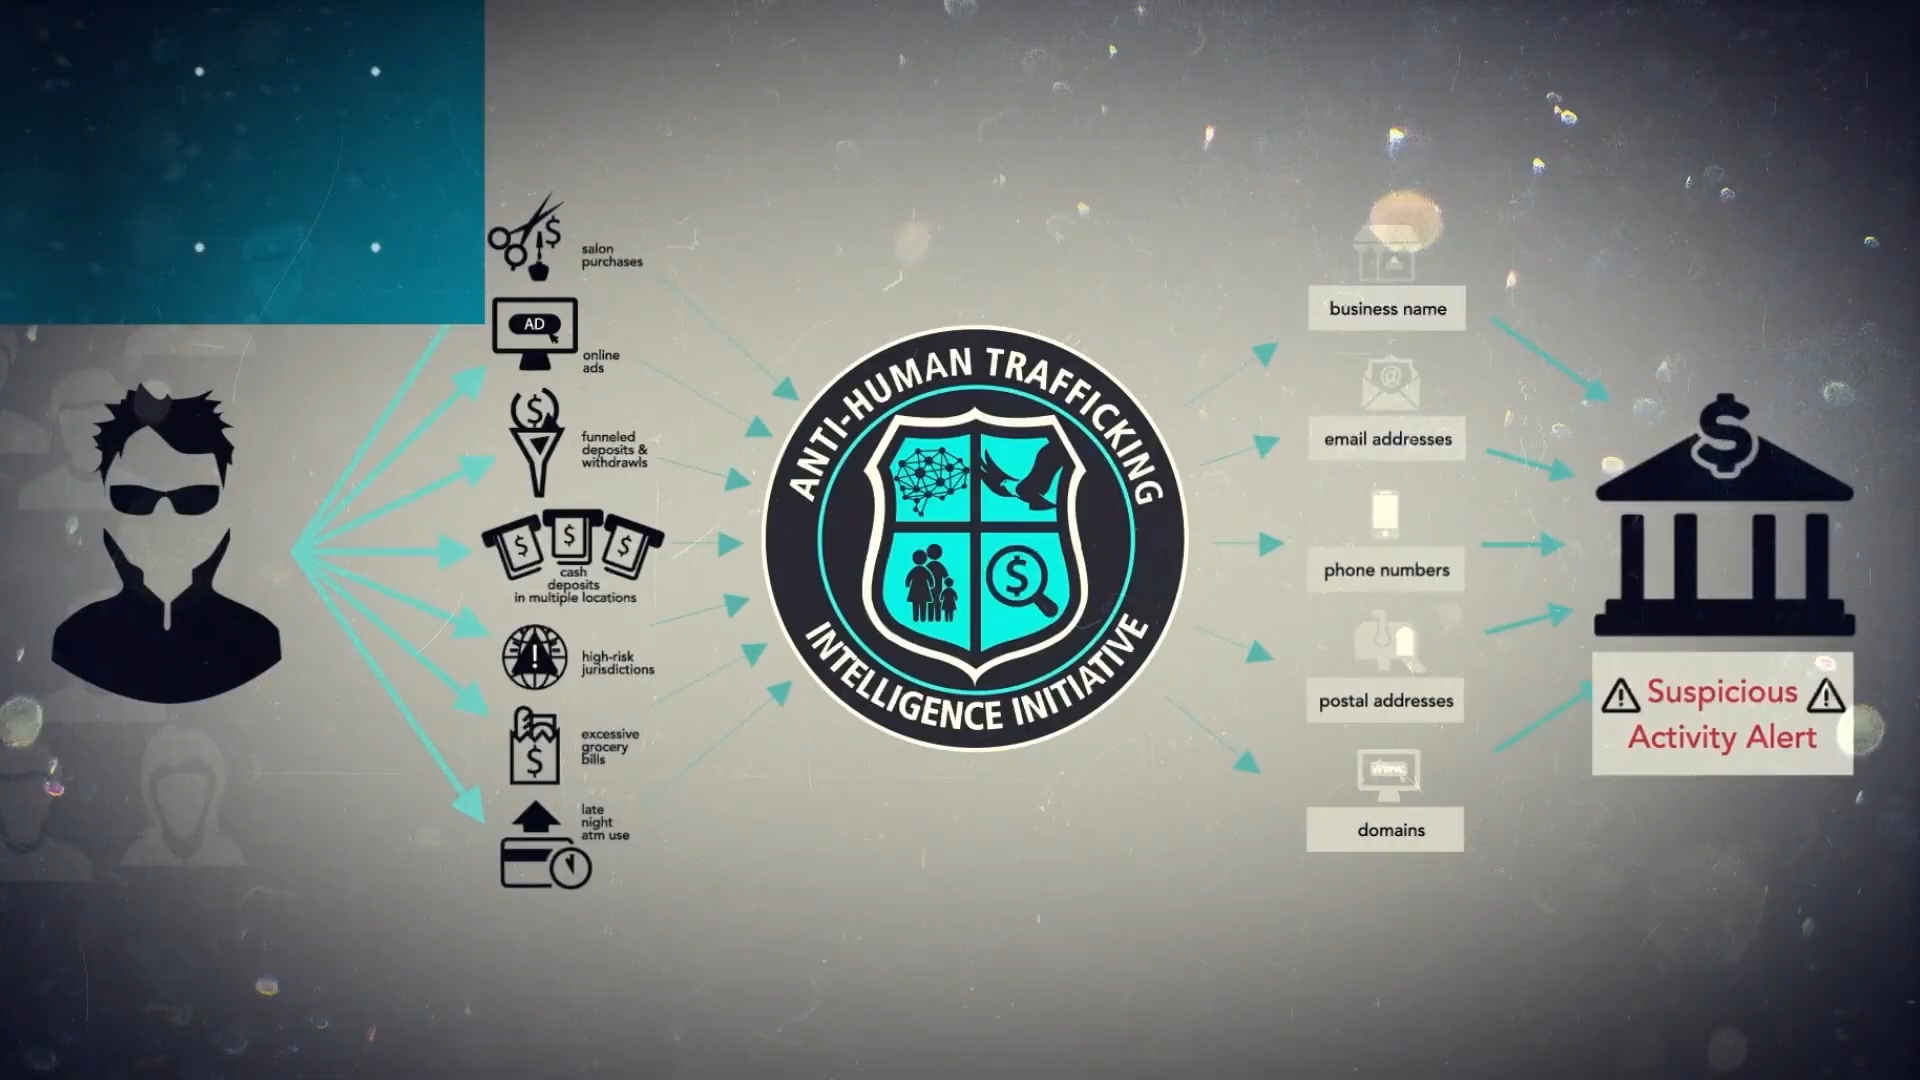 salon
purchases
AD
online
ads
$
funneled
deposits &
withdrawls
$
$
$
cash
deposits
in multiple locations
!
high-risk
jurisdictions
excessive
grocery
bills
$
late
night
atm use
ANTI-HUMAN TRAFFICKING
$
INTELLIGENCE INITIATIVE
business name
@
email addresses
phone numbers
postal addresses
www.
domains
$
! Suspicious !
Activity Alert